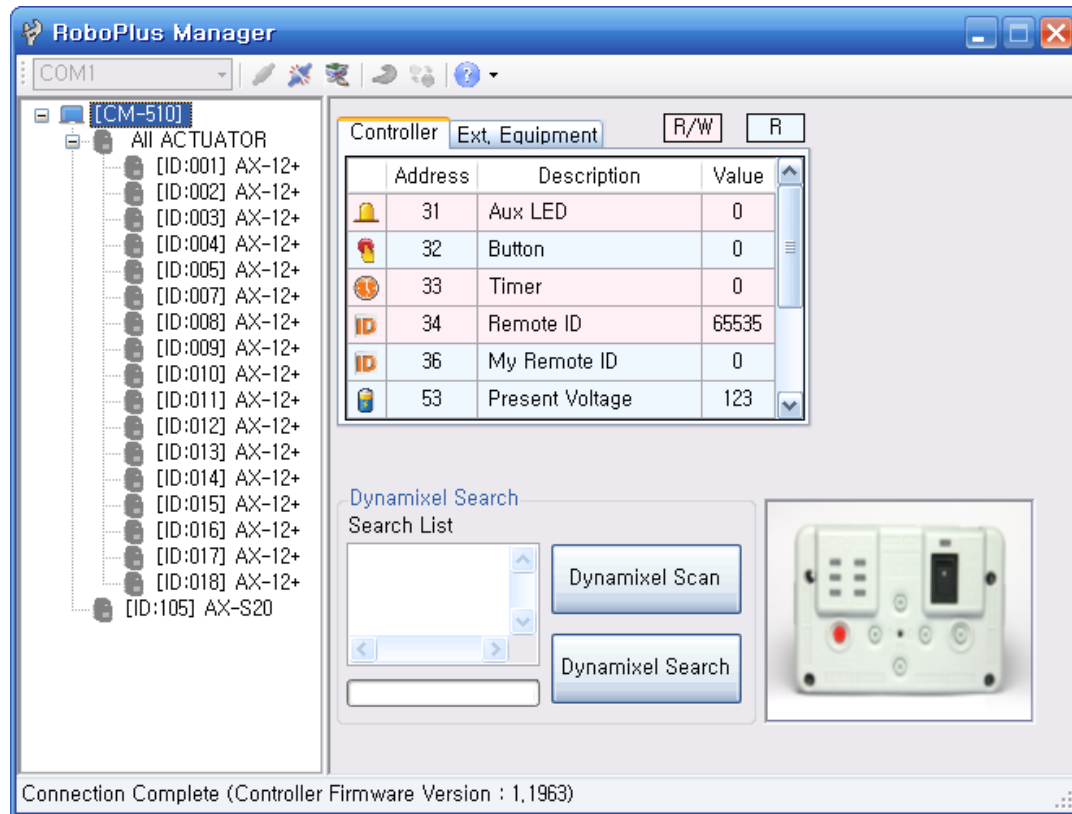 RoboPlus Manager
COM1
[CM-510]
All ACTUATOR
[ID:001] AX-12+
[ID:002] AX-12+
[ID:003] AX-12+
[ID:004] AX-12+
[ID:005] AX-12+
[ID:007] AX-12+
[ID:008] AX-12+
[ID:009] AX-12+
[ID:010] AX-12+
[ID:011] AX-12+
[ID:012] AX-12+
[ID:013] AX-12+
[ID:014] AX-12+
[ID:015] AX-12+
[ID:016] AX-12+
[ID:017] AX-12+
[ID:018] AX-12+
[ID:105] AX-S20
Controller Ext, Equipment R/W R
Address Description Value
31 Aux LED 0
32 Button 0
33 Timer 0
ID 34 Remote ID 65535
ID 36 My Remote ID 0
53 Present Voltage 123
Dynamixel Search
Search List
Dynamixel Scan
Dynamixel Search
Connection Complete (Controller Firmware Version : 1,1963)